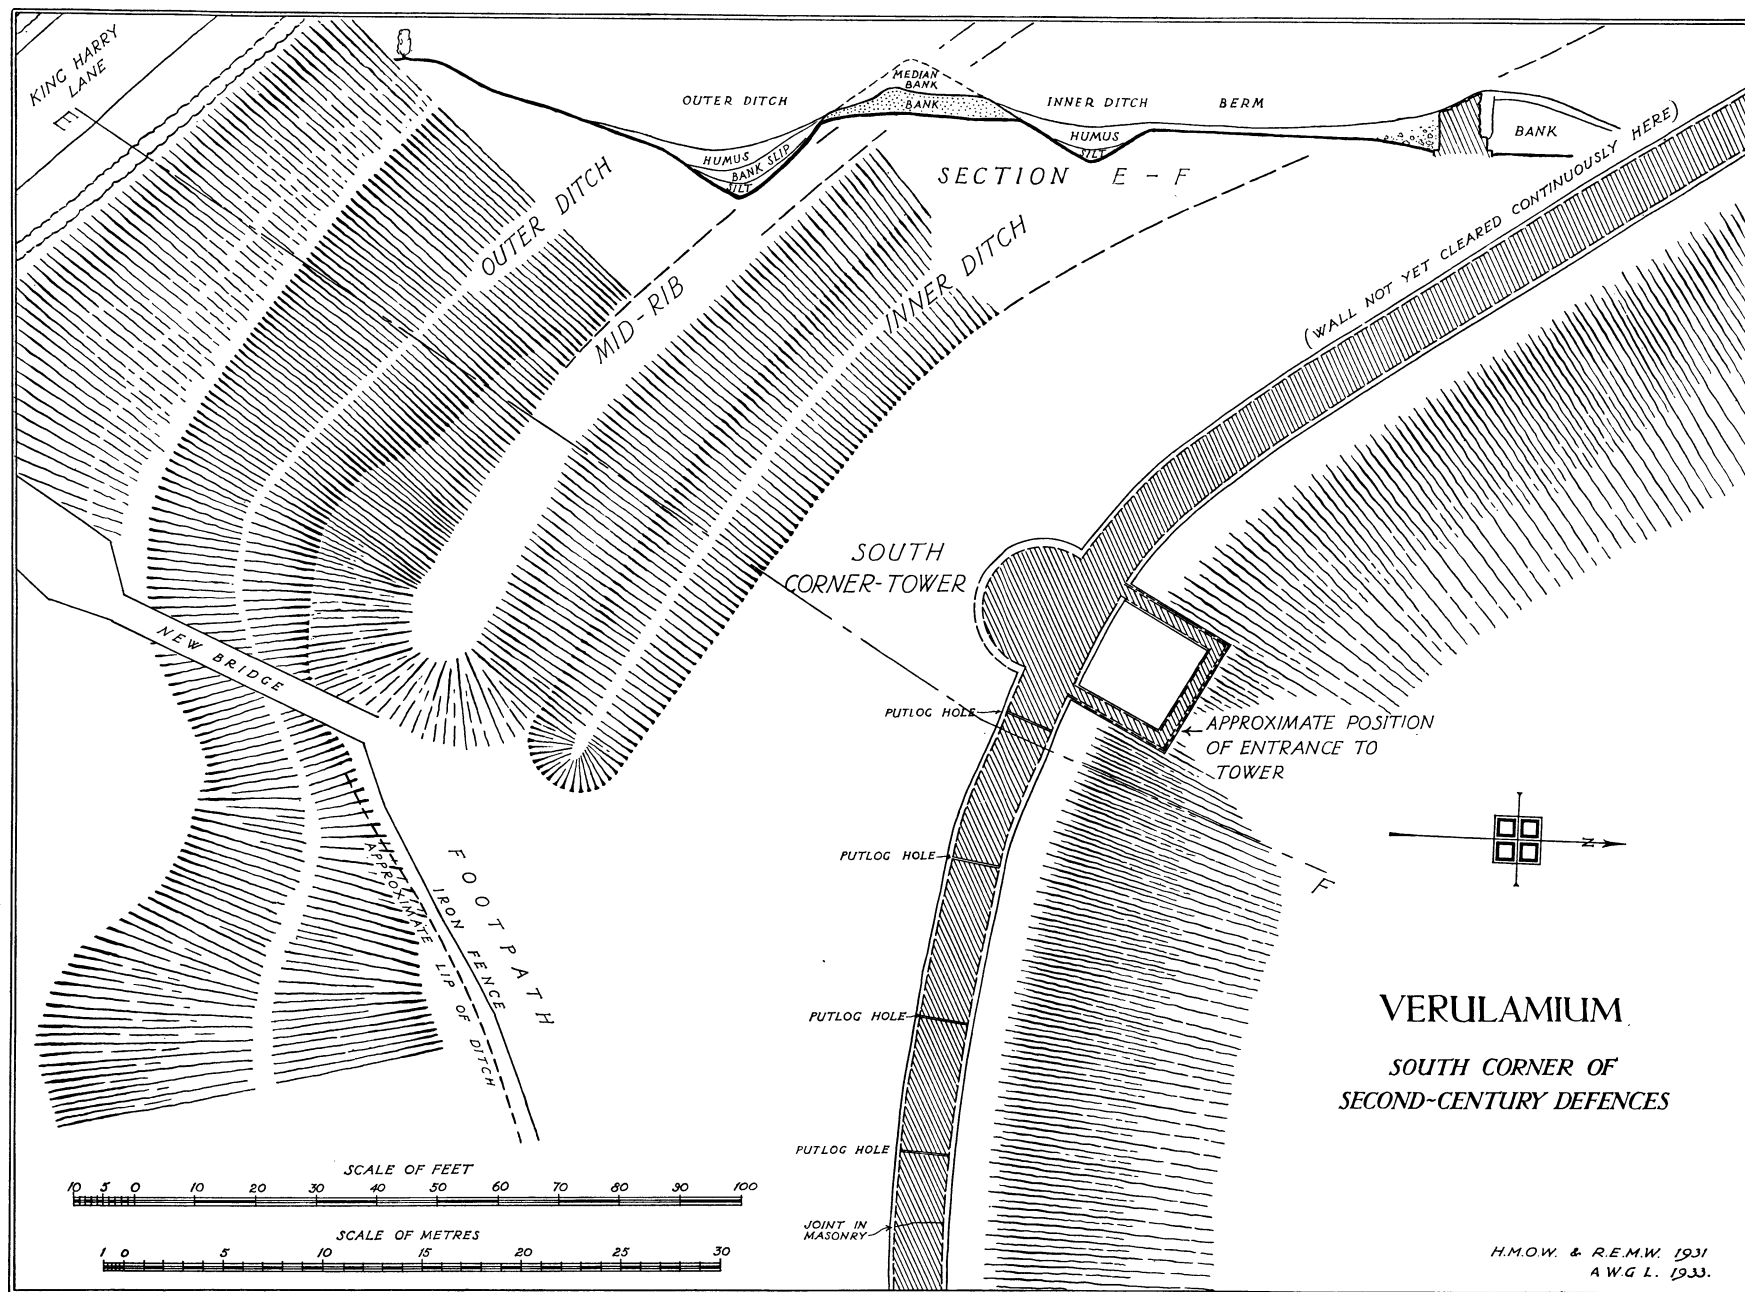 KING HARRY
LANE
E
OUTER DITCH
MEDIAN
BANK
BANK
INNER DITCH
BERM
HUMUS
BANK SLIP
SILT
HUMUS
SILT
BANK
SECTION E - F
OUTER DITCH
MID-RIB
INNER DITCH
(WALL NOT YET CLEARED CONTINUOUSLY HERE)
SOUTH
CORNER-TOWER
NEW BRIDGE
PUTLOG HOLE
APPROXIMATE POSITION
OF ENTRANCE TO
TOWER
PUTLOG HOLE
F
N
FOOTPATH
IRON FENCE
APPROXIMATE LIP OF DITCH
PUTLOG HOLE
PUTLOG HOLE
JOINT IN
MASONRY
VERULAMIUM
SOUTH CORNER OF
SECOND~CENTURY DEFENCES
SCALE OF FEET
10 5 0 10 20 30 40 50 60 70 80 90 100
SCALE OF METRES
1 0 5 10 15 20 25 30
H.M.O.W. & R.E.M.W. 1931
A.W.G L. 1933.